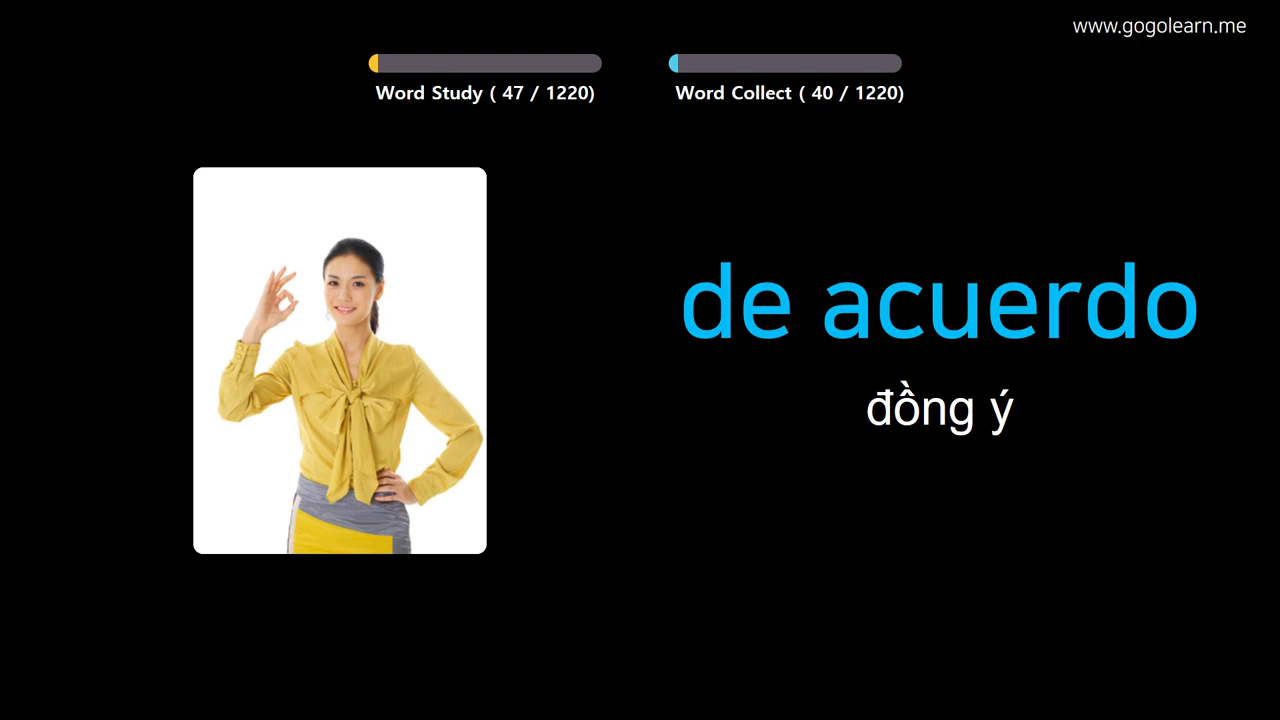 www.gogolearn.me
Word Study ( 47 / 1220)
Word Collect ( 40 / 1220)
de acuerdo
đồng ý